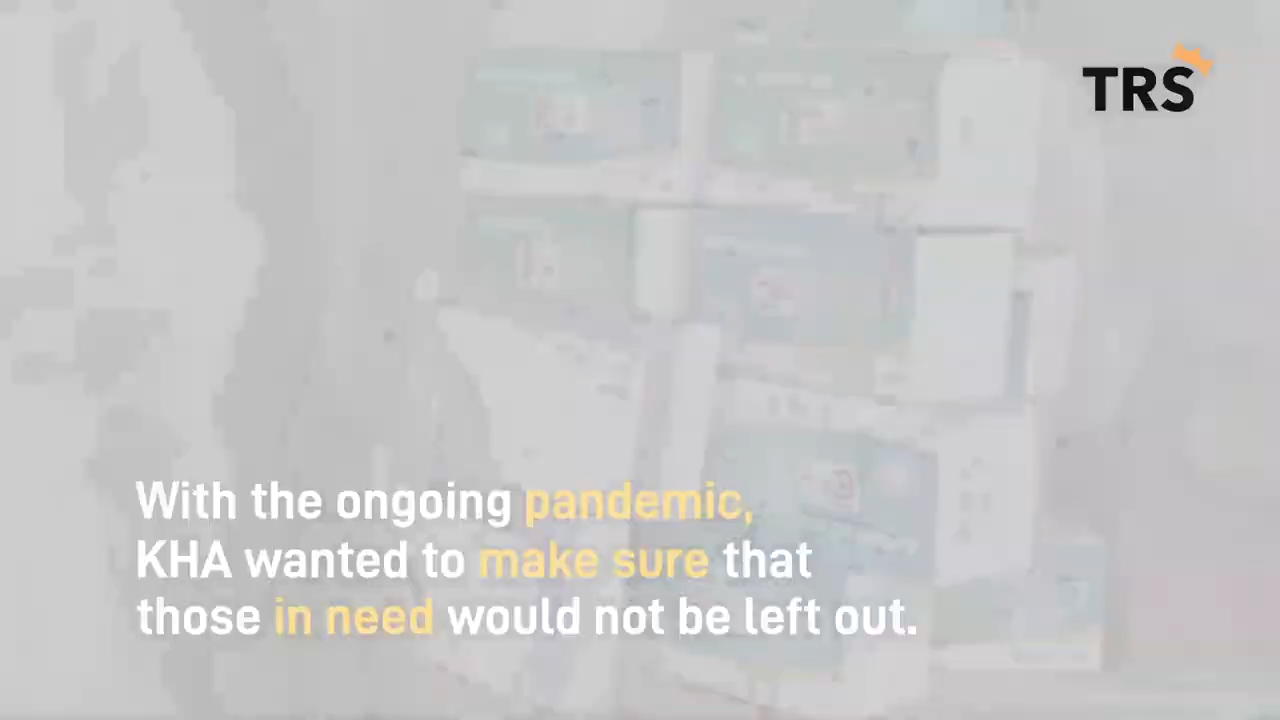 TRS
With the ongoing pandemic,
KHA wanted to make sure that
those in need would not be left out.